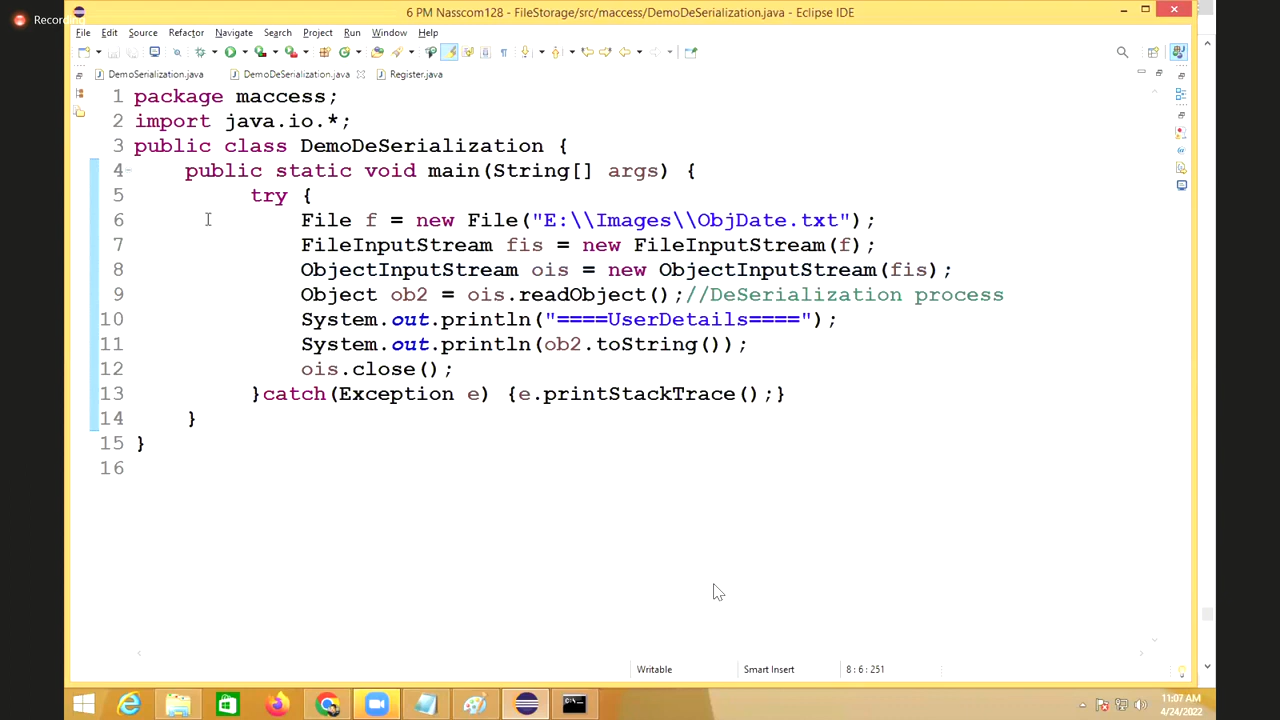 Recording
6 PM Nasscom128 - FileStorage/src/maccess/DemoDeSerialization.java - Eclipse IDE
File Edit Source Refactor Navigate Search Project Run Window Help
DemoSerialization.java DemoDeSerialization.java Register.java
1 package maccess;
2 import java.io.*;
3 public class DemoDeSerialization {
4 public static void main(String[] args) {
5 try {
6 File f = new File("E:\\Images\\ObjDate.txt");
7 FileInputStream fis = new FileInputStream(f);
8 ObjectInputStream ois = new ObjectInputStream(fis);
9 Object ob2 = ois.readObject();//DeSerialization process
10 System.out.println("====UserDetails====");
11 System.out.println(ob2.toString());
12 ois.close();
13 }catch(Exception e) {e.printStackTrace();}
14 }
15 }
16
Writable Smart Insert 8 : 6 : 251
11:07 AM
4/24/2022